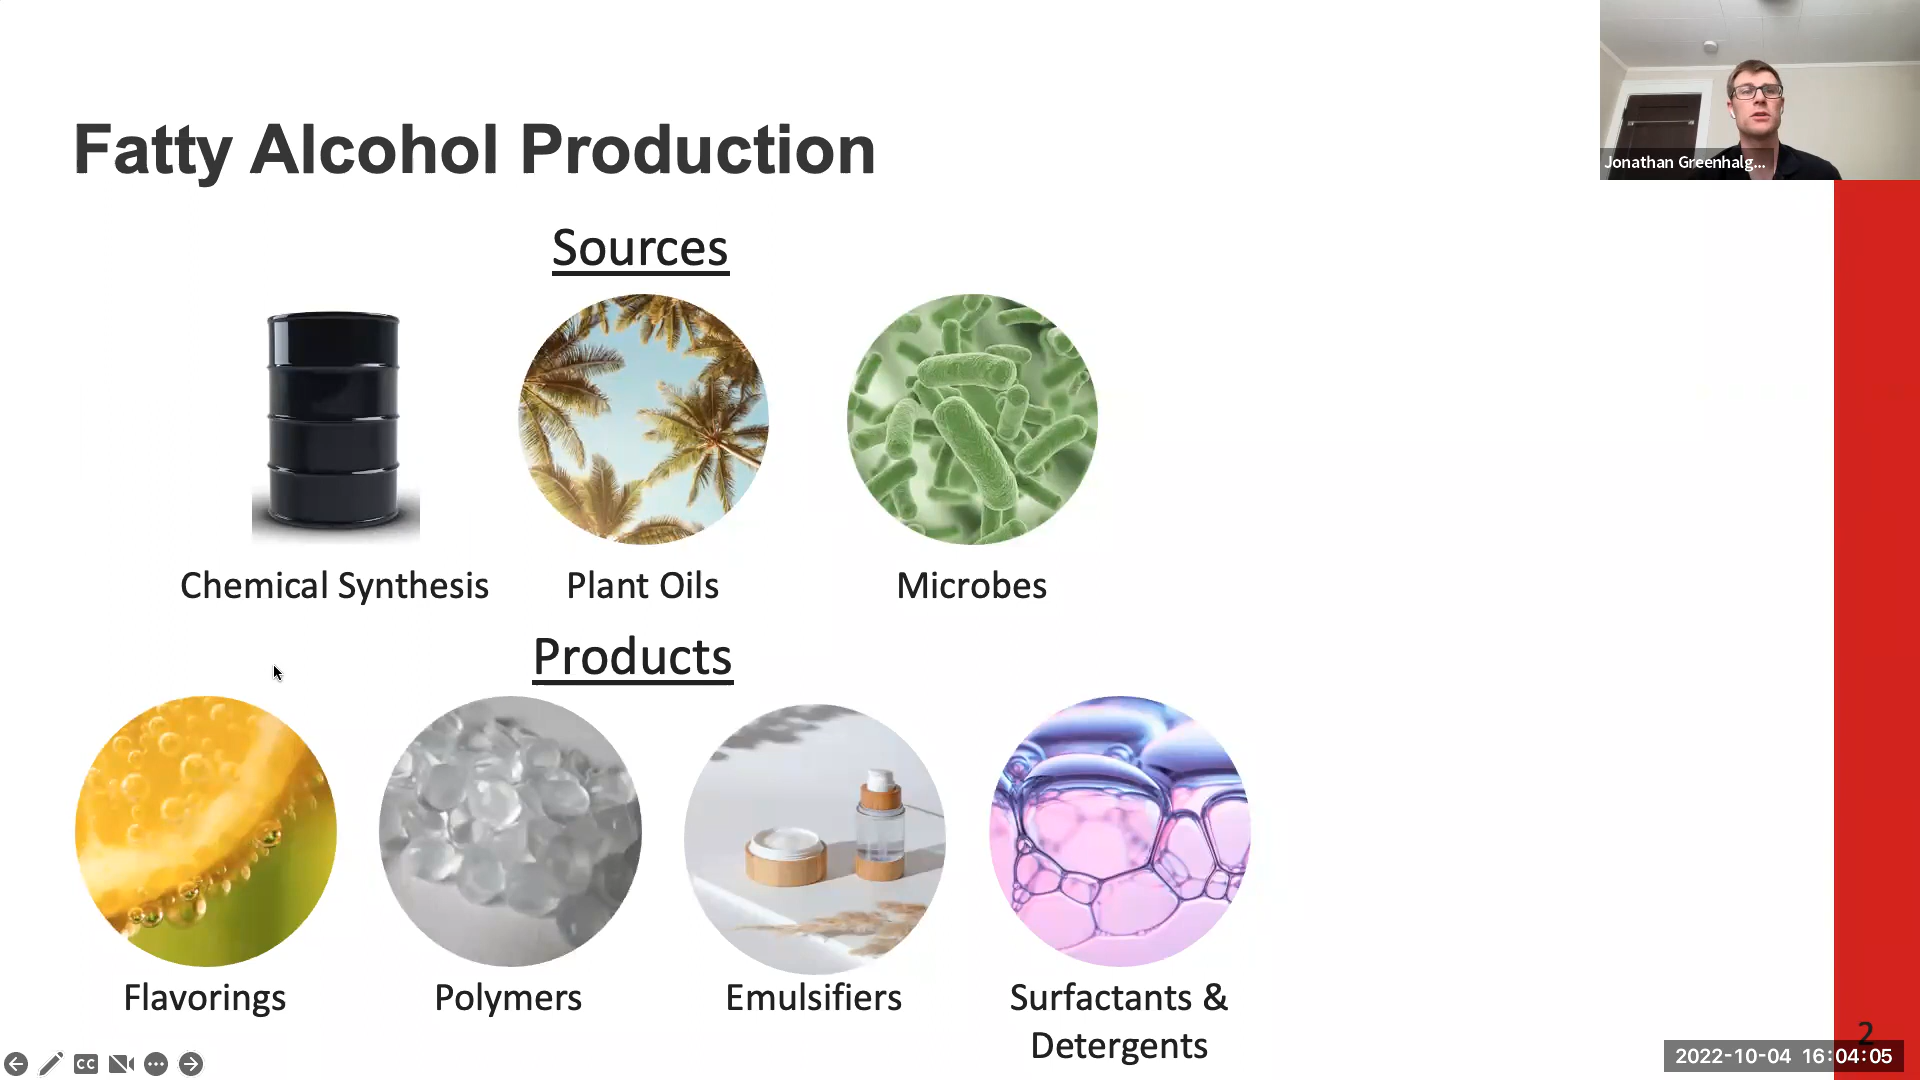 Fatty Alcohol Production
Jonathan Greenhalg...
Sources
Chemical Synthesis
Plant Oils
Microbes
Products
Flavorings
Polymers
Emulsifiers
Surfactants &
Detergents
CC
2
2022-10-04 16:04:05